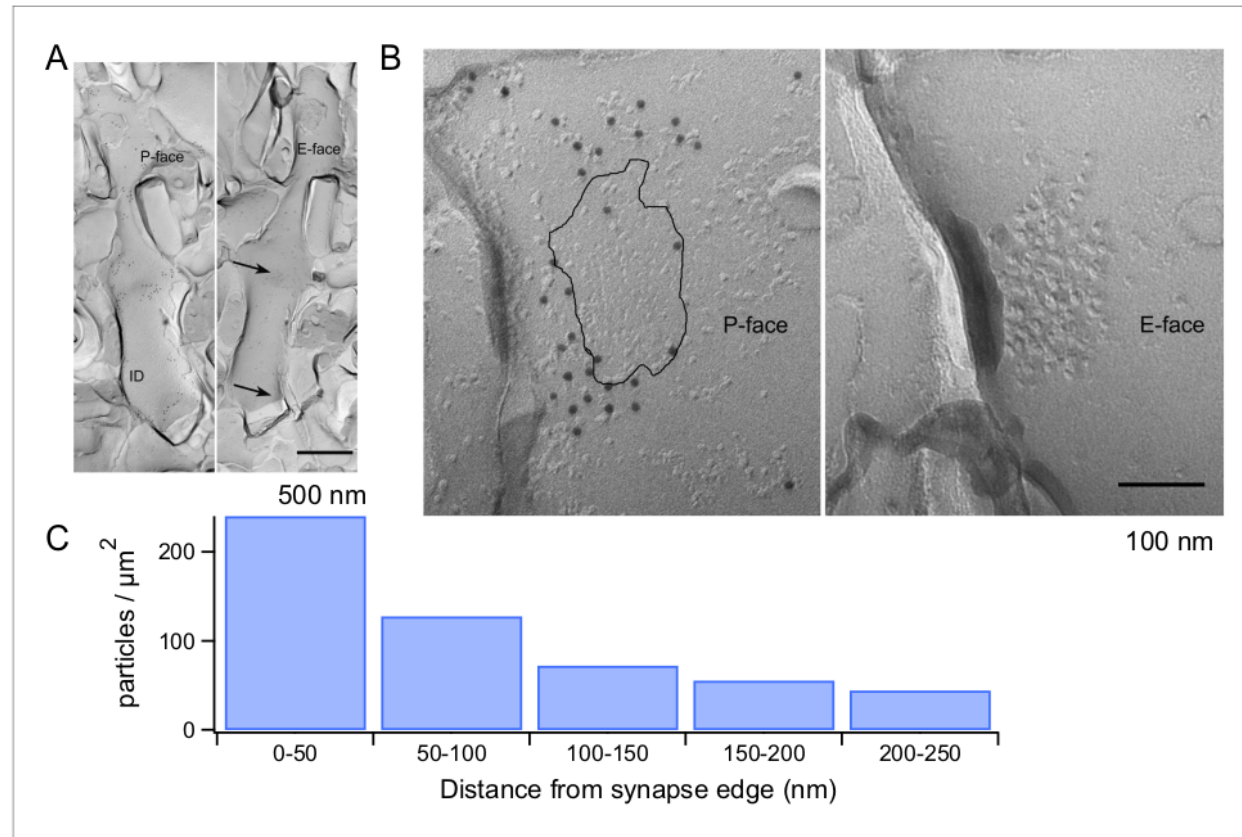 A
P-face
E-face
ID
500 nm
B
P-face
E-face
100 nm
C
particles / µm²
200
100
0
0-50
50-100
100-150
150-200
200-250
Distance from synapse edge (nm)